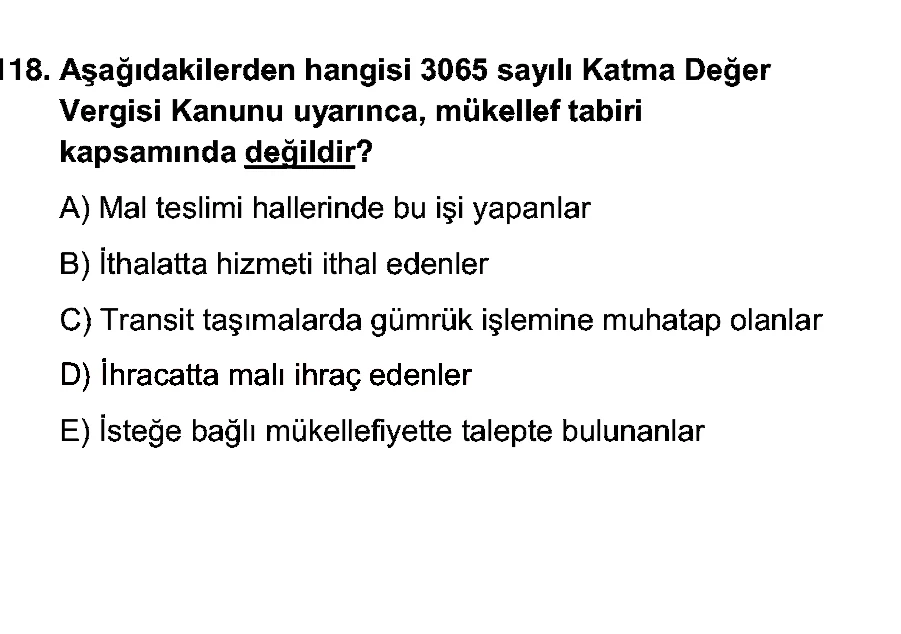 118. Aşağıdakilerden hangisi 3065 sayılı Katma Değer
Vergisi Kanunu uyarınca, mükellef tabiri
kapsamında değildir?
A) Mal teslimi hallerinde bu işi yapanlar
B) İthalatta hizmeti ithal edenler
C) Transit taşımalarda gümrük işlemine muhatap olanlar
D) İhracatta malı ihraç edenler
E) İsteğe bağlı mükellefiyette talepte bulunanlar